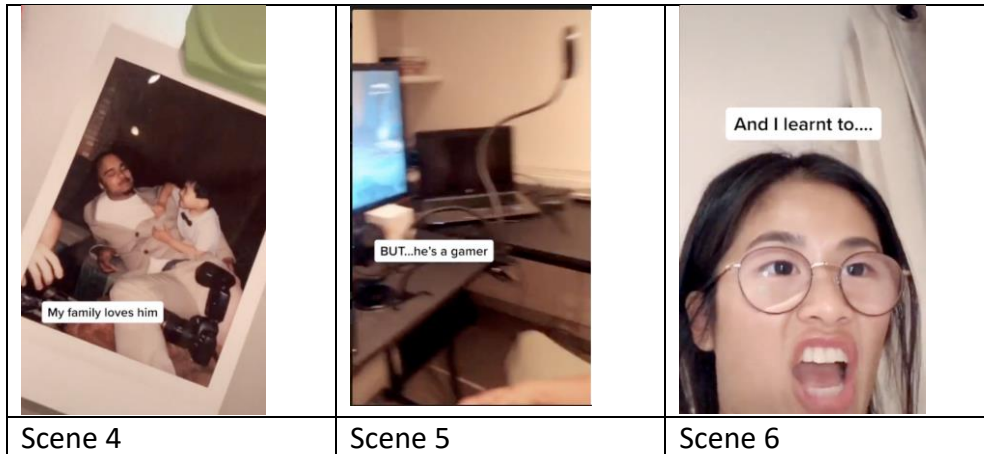 My family loves him
BUT...he's a gamer
And I learnt to....
Scene 4
Scene 5
Scene 6